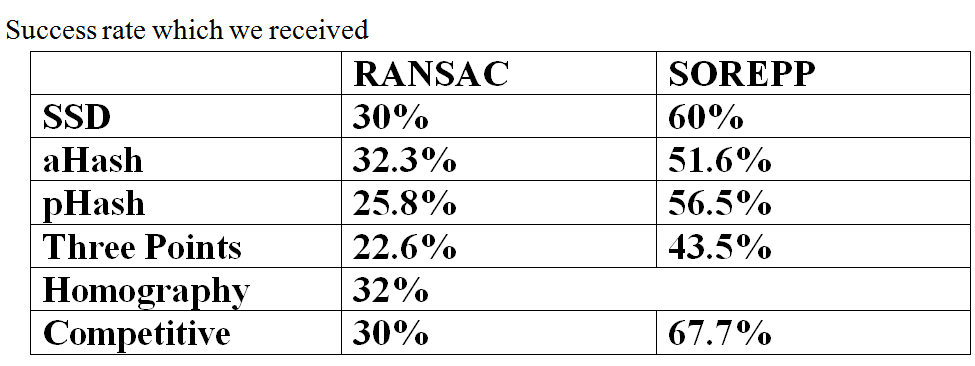 Success rate which we received
RANSAC SOREPP
SSD 30% 60%
aHash 32.3% 51.6%
pHash 25.8% 56.5%
Three Points 22.6% 43.5%
Homography 32%
Competitive 30% 67.7%